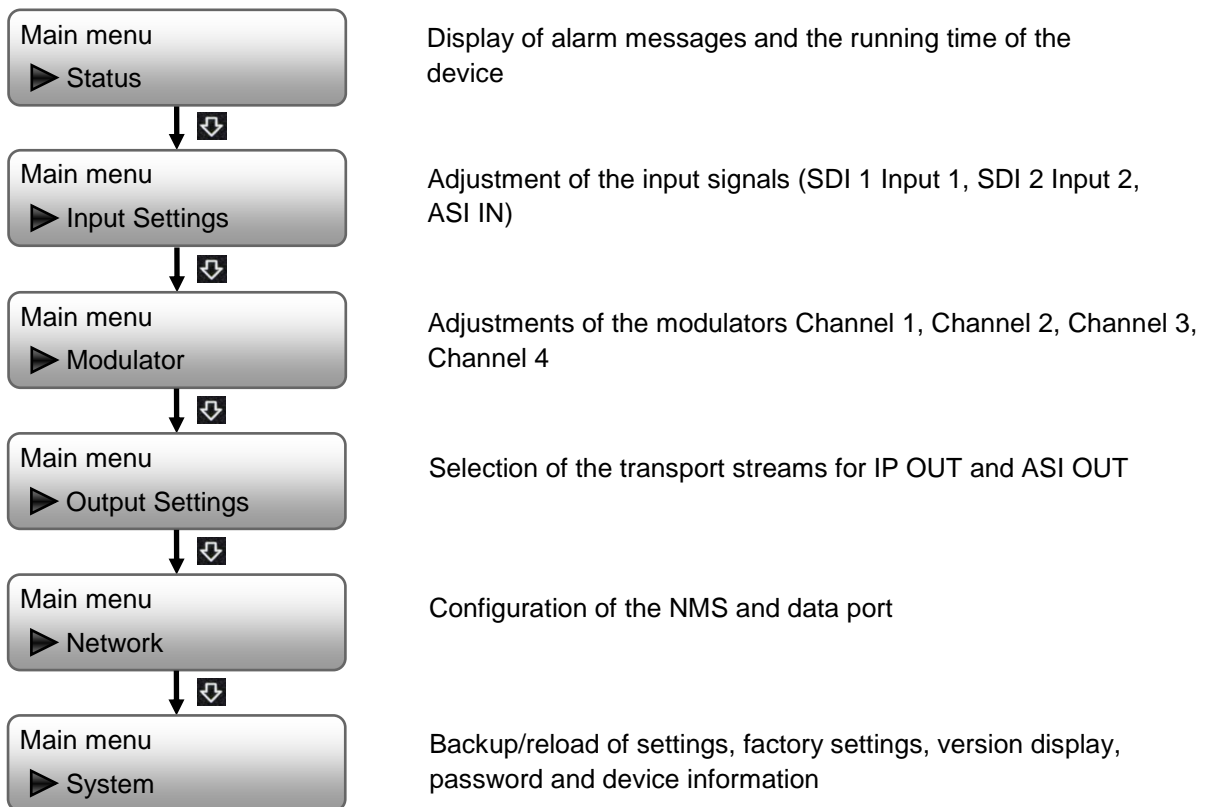 Main menu
Status
Display of alarm messages and the running time of the
device
Main menu
Input Settings
Adjustment of the input signals (SDI 1 Input 1, SDI 2 Input 2,
ASI IN)
Main menu
Modulator
Adjustments of the modulators Channel 1, Channel 2, Channel 3,
Channel 4
Main menu
Output Settings
Selection of the transport streams for IP OUT and ASI OUT
Main menu
Network
Configuration of the NMS and data port
Main menu
System
Backup/reload of settings, factory settings, version display,
password and device information